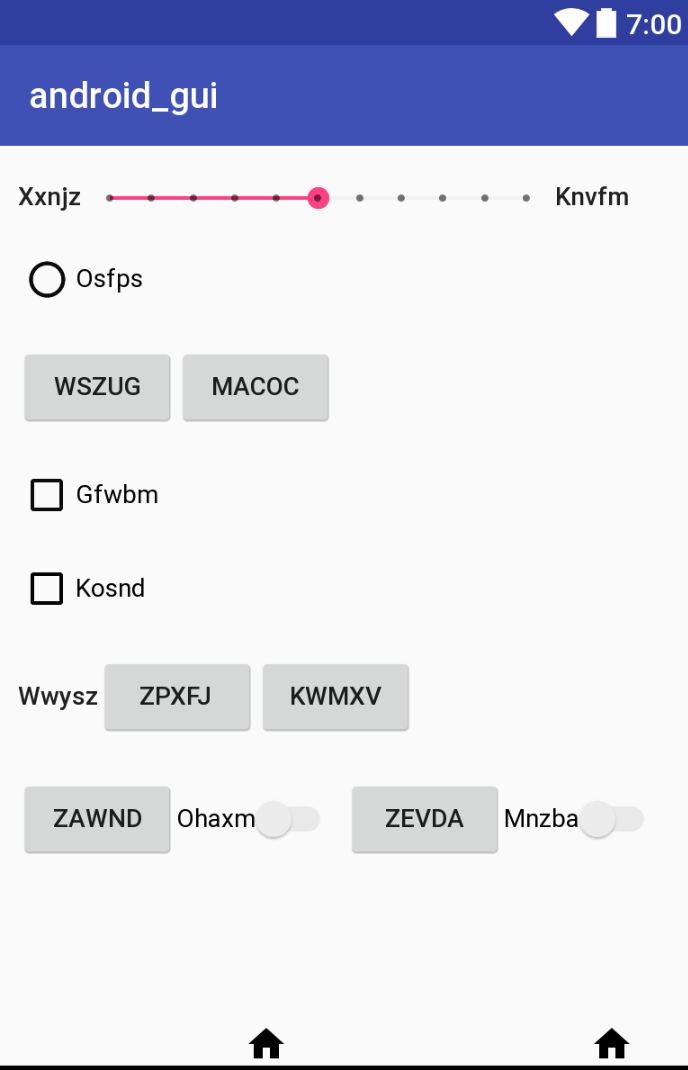 7:00
android_gui
Xxnjz Knvfm
Osfps
WSZUG MACOC
Gfwbm
Kosnd
Wwysz ZPXFJ KWMXV
ZAWND Ohaxm ZEVDA Mnzba